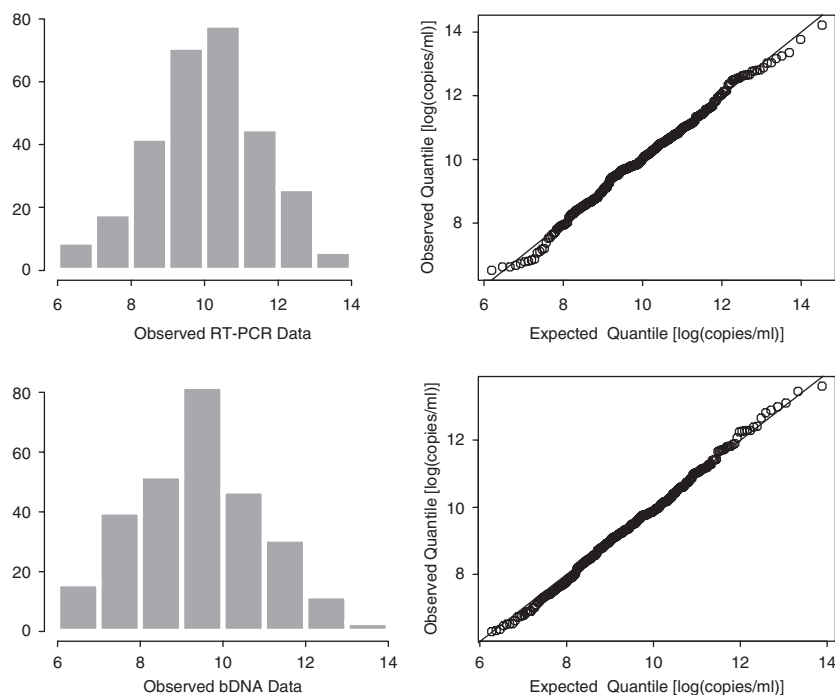 80
60
40
20
0
6 8 10 12 14
Observed RT-PCR Data
Observed Quantile [log(copies/ml)]
14
12
10
8
6 8 10 12 14
Expected Quantile [log(copies/ml)]
80
60
40
20
0
6 8 10 12 14
Observed bDNA Data
Observed Quantile [log(copies/ml)]
12
10
8
6 8 10 12 14
Expected Quantile [log(copies/ml)]